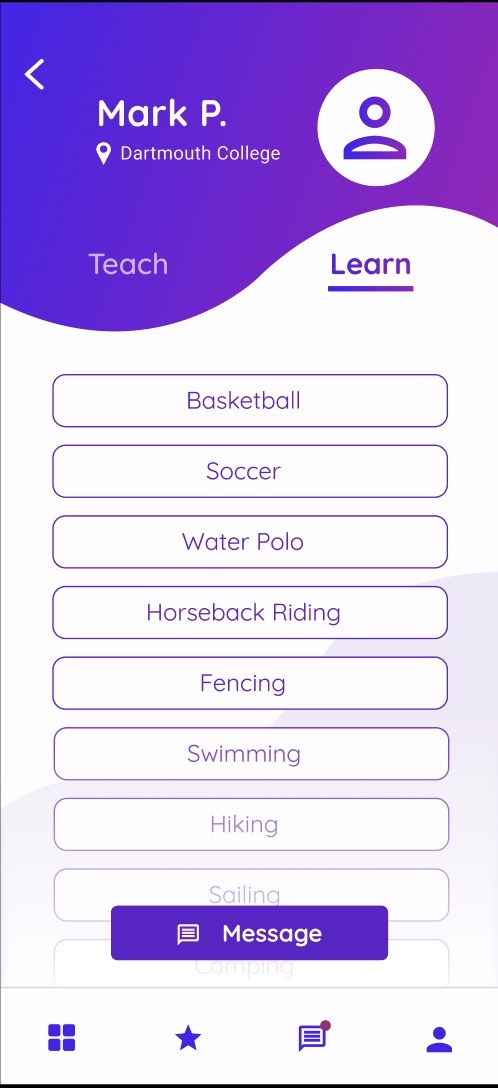 Mark P.
Dartmouth College
Teach
Learn
Basketball
Soccer
Water Polo
Horseback Riding
Fencing
Swimming
Hiking
Sailing
Message
Camping